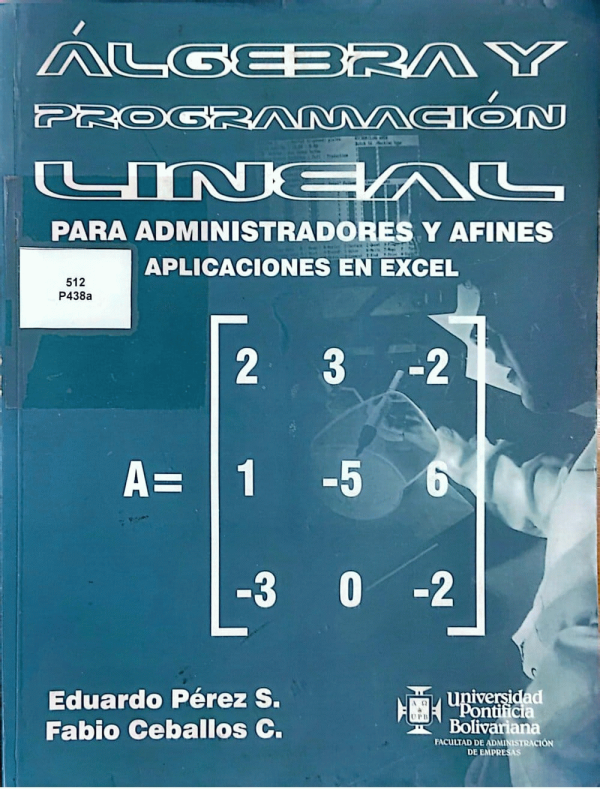 ÁLGEBRA Y
PROGRAMACIÓN
LINEAL
PARA ADMINISTRADORES Y AFINES
APLICACIONES EN EXCEL
512
P438a
2 3 -2
A= 1 -5 6
-3 0 -2
Eduardo Pérez S.
Fabio Ceballos C.
Universidad
Pontificia
Bolivariana
FACULTAD DE ADMINISTRACIÓN
DE EMPRESAS